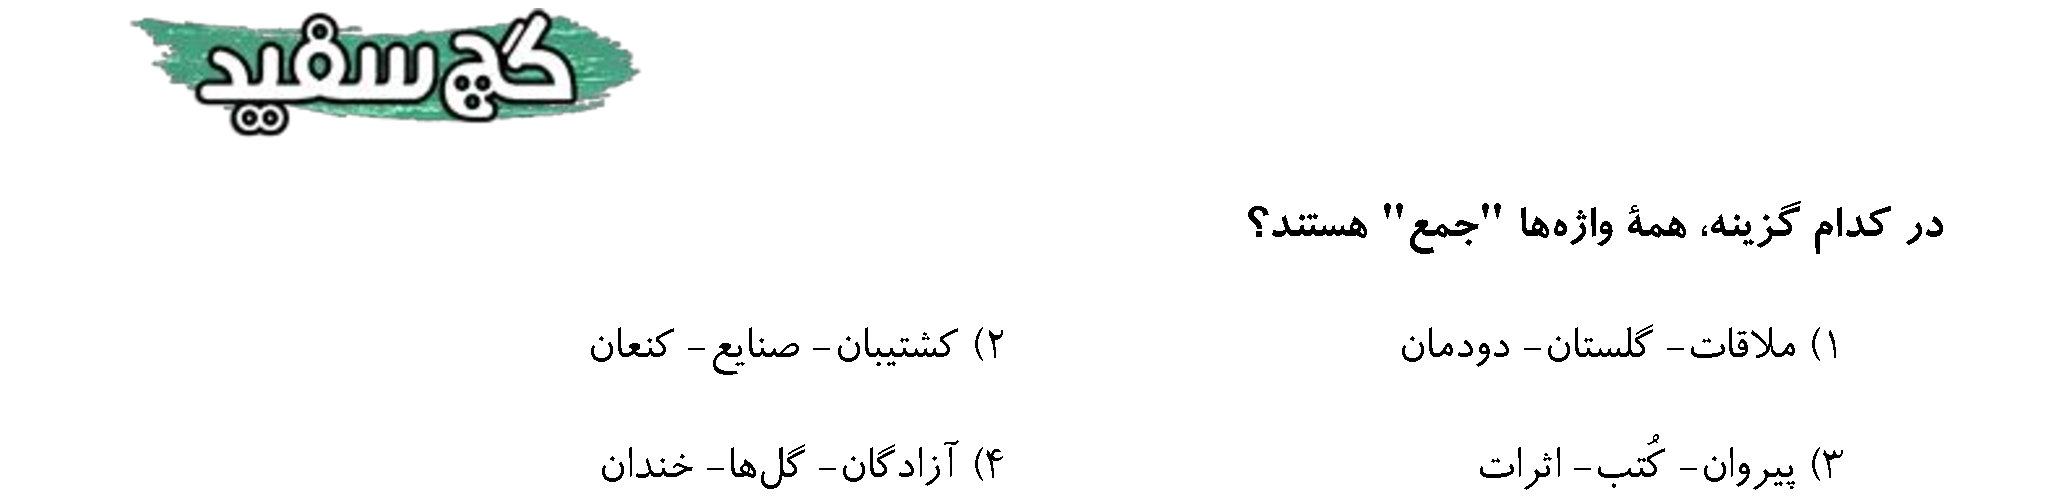 گچ سفید
در کدام گزینه، همهٔ واژه‌ها "جمع" هستند؟
۱) ملاقات- گلستان- دودمان
۲) کشتیبان- صنایع- کنعان
۳) پیروان- کُتب- اثرات
۴) آزادگان- گل‌ها- خندان